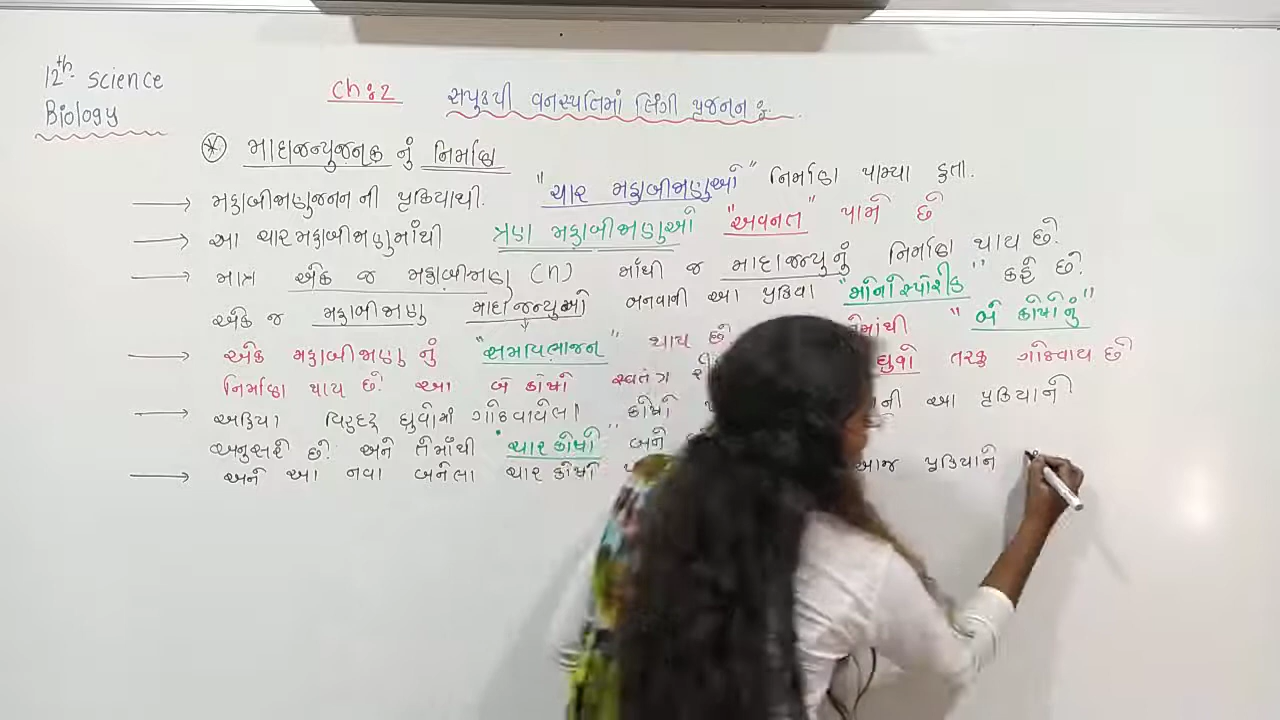 12th science
Biology
Ch:2 સપુષ્પી વનસ્પતિમાં લિંગી પ્રજનન :
* માદાજન્યુજનક નું નિર્માણ
→ મહાબીજાણુજનન ની પ્રક્રિયાથી. "ચાર મહાબીજાણુઓ" નિર્માણ પામ્યા હતા.
→ આ ચાર મહાબીજાણુમાંથી ત્રણ મહાબીજાણુઓ "અવનત" પામે છે
→ માત્ર એક જ મહાબીજાણુ (n) માંથી જ માદાજન્યુનું નિર્માણ થાય છે.
એક જ મહાબીજાણુ માદાજન્યુઓ બનવાની આ પ્રક્રિયા "મોનોસ્પોરીક" કહે છે.
→ એક મહાબીજાણુ નું "સમવિભાજન" થાય છે માંથી "બે કોષોનું"
નિર્માણ થાય છે. આ બે કોષો સ્વતંત્ર ધ્રુવો તરફ ગોઠવાય છે
→ વિરુદ્ધ ધ્રુવોમાં ગોઠવાયેલા કોષો આ પ્રક્રિયાને
અનુસરે છે. અને તેમાંથી "ચાર કોષો" બને
→ અને આ નવા બનેલા ચાર કોષો આજ પ્રક્રિયાને